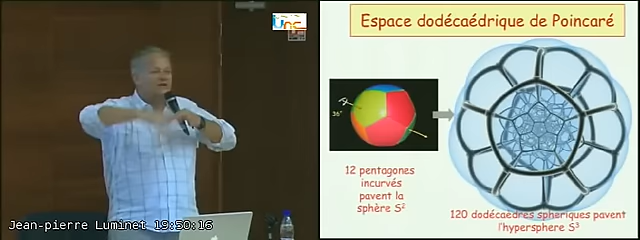 Espace dodécaédrique de Poincaré
36°
12 pentagones
incurvés
pavent la
sphère S²
120 dodécaèdres sphériques pavent
l'hypersphere S³
Jean-pierre Luminet 19:50:16